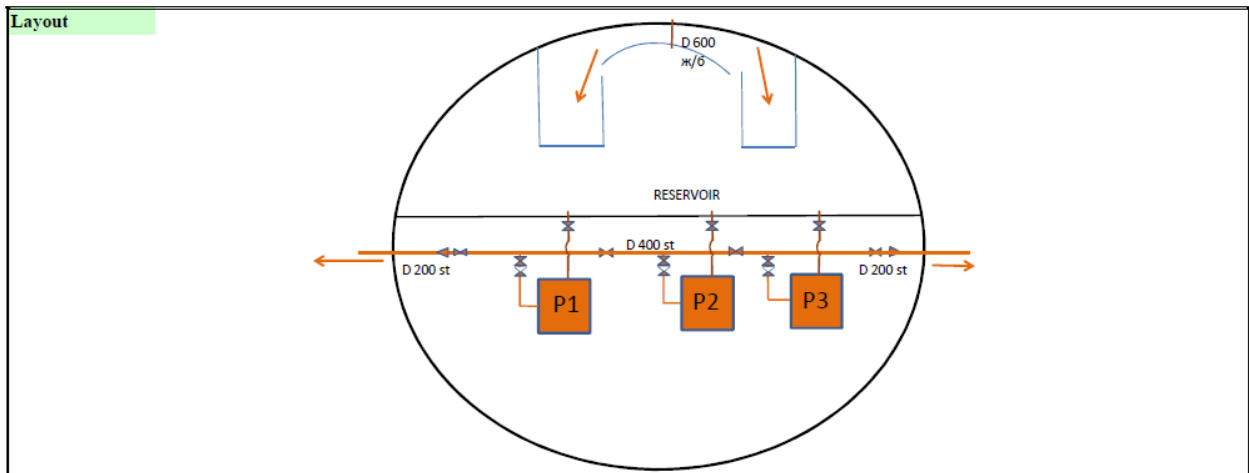 Layout
D 600
ж/б
RESERVOIR
D 400 st
D 200 st
D 200 st
P1
P2
P3